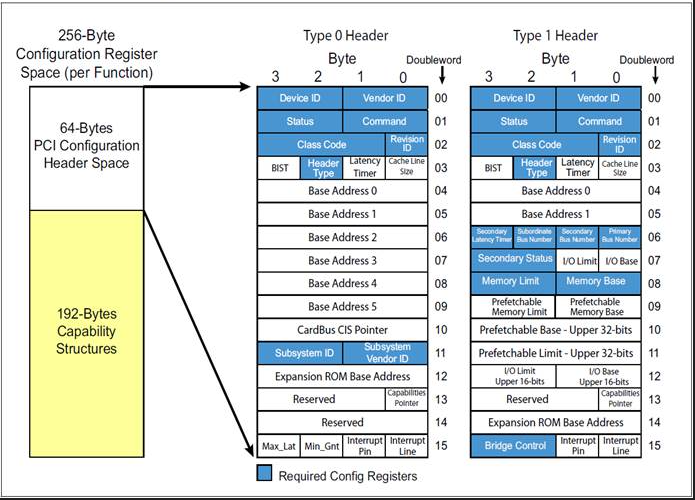 256-Byte
Configuration Register
Space (per Function)
64-Bytes
PCI Configuration
Header Space
192-Bytes
Capability
Structures
Type 0 Header
Byte
Doubleword
3 2 1 0
Device ID Vendor ID 00
Status Command 01
Class Code Revision ID 02
BIST Header Type Latency Timer Cache Line Size 03
Base Address 0 04
Base Address 1 05
Base Address 2 06
Base Address 3 07
Base Address 4 08
Base Address 5 09
CardBus CIS Pointer 10
Subsystem ID Subsystem Vendor ID 11
Expansion ROM Base Address 12
Reserved Capabilities Pointer 13
Reserved 14
Max_Lat Min_Gnt Interrupt Pin Interrupt Line 15
Type 1 Header
Byte
Doubleword
3 2 1 0
Device ID Vendor ID 00
Status Command 01
Class Code Revision ID 02
BIST Header Type Latency Timer Cache Line Size 03
Base Address 0 04
Base Address 1 05
Secondary Latency Timer Subordinate Bus Number Secondary Bus Number Primary Bus Number 06
Secondary Status I/O Limit I/O Base 07
Memory Limit Memory Base 08
Prefetchable Memory Limit Prefetchable Memory Base 09
Prefetchable Base - Upper 32-bits 10
Prefetchable Limit - Upper 32-bits 11
I/O Limit Upper 16-bits I/O Base Upper 16-bits 12
Reserved Capabilities Pointer 13
Expansion ROM Base Address 14
Bridge Control Interrupt Pin Interrupt Line 15
Required Config Registers